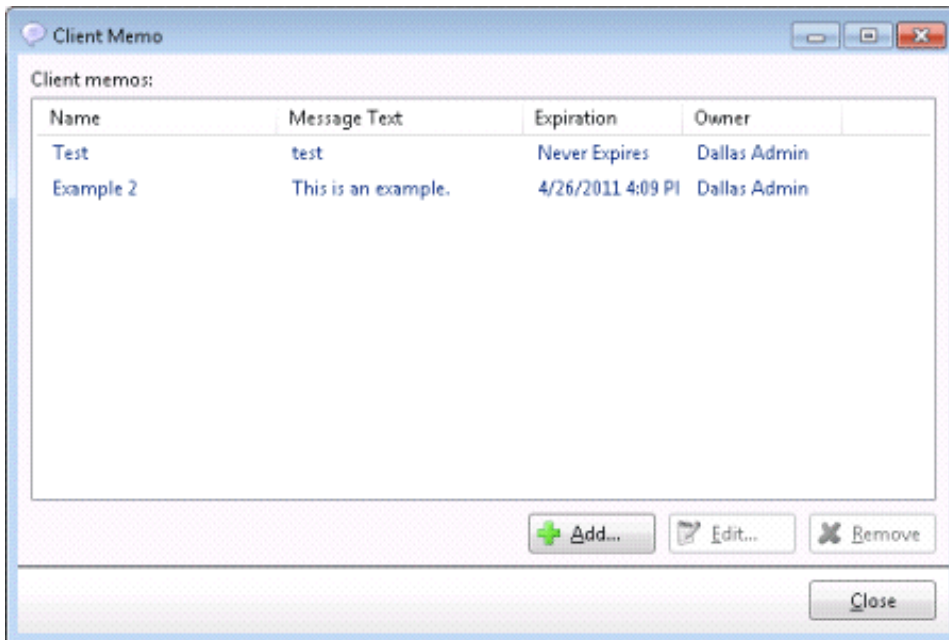 Client Memo
Client memos:
Name Message Text Expiration Owner
Test test Never Expires Dallas Admin
Example 2 This is an example. 4/26/2011 4:09 PI Dallas Admin
Add... Edit... Remove
Close